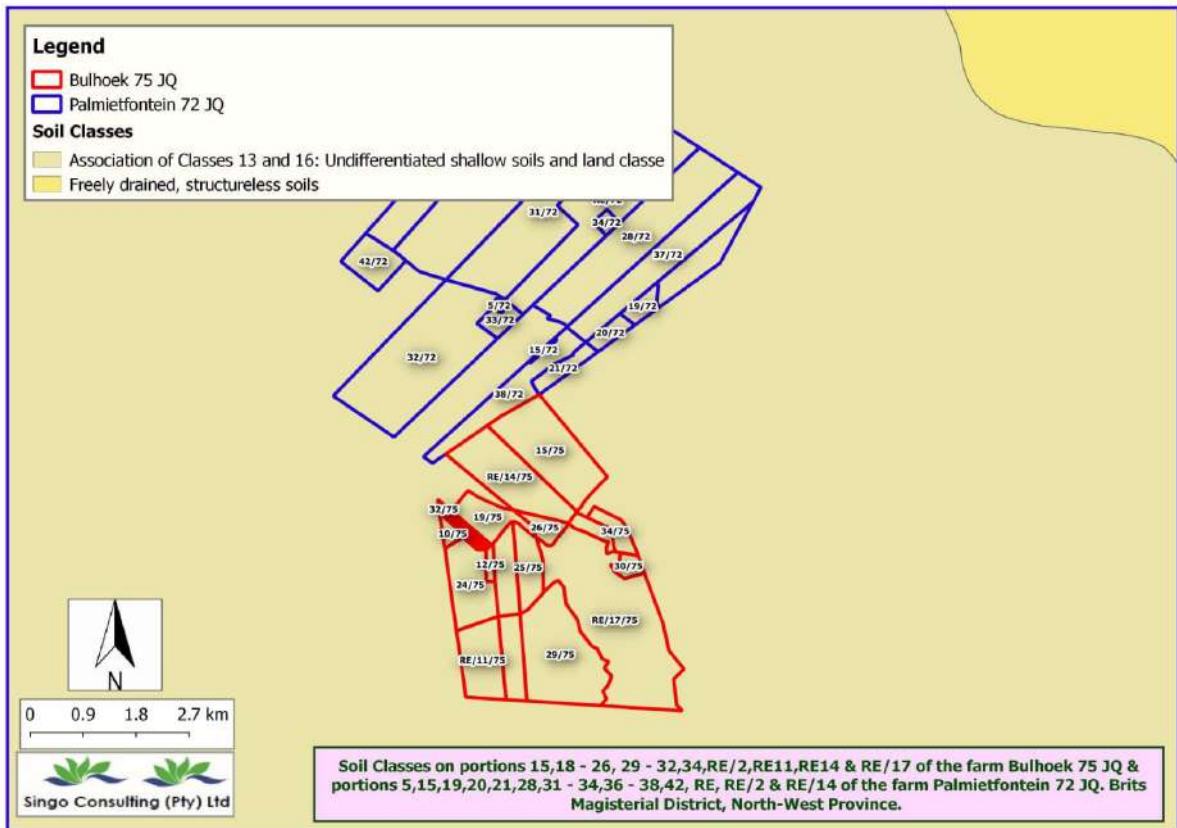 Legend
Bulhoek 75 JQ
Palmietfontein 72 JQ
Soil Classes
Association of Classes 13 and 16: Undifferentiated shallow soils and land classe
Freely drained, structureless soils
31/72
34/72
28/72
37/72
42/72
5/72
33/72
19/72
20/72
32/72
15/72
21/72
38/72
15/75
RE/14/75
32/75
19/75
10/75
26/75
34/75
12/75
25/75
30/75
24/75
RE/17/75
RE/11/75
29/75
N
0 0.9 1.8 2.7 km
Singo Consulting (Pty) Ltd
Soil Classes on portions 15,18 - 26, 29 - 32,34,RE/2,RE11,RE14 & RE/17 of the farm Bulhoek 75 JQ &
portions 5,15,19,20,21,28,31 - 34,36 - 38,42, RE, RE/2 & RE/14 of the farm Palmietfontein 72 JQ. Brits
Magisterial District, North-West Province.